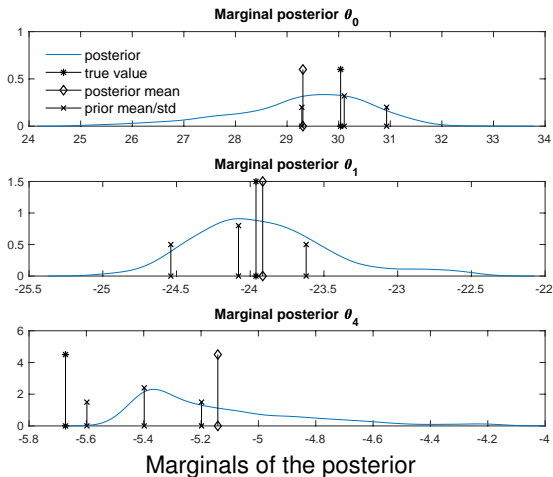 Marginal posterior θ0
1
0.5
0
posterior
true value
posterior mean
prior mean/std
24 25 26 27 28 29 30 31 32 33 34
Marginal posterior θ1
1.5
1
0.5
0
-25.5 -25 -24.5 -24 -23.5 -23 -22.5 -22
Marginal posterior θ4
6
4
2
0
-5.8 -5.6 -5.4 -5.2 -5 -4.8 -4.6 -4.4 -4.2 -4
Marginals of the posterior